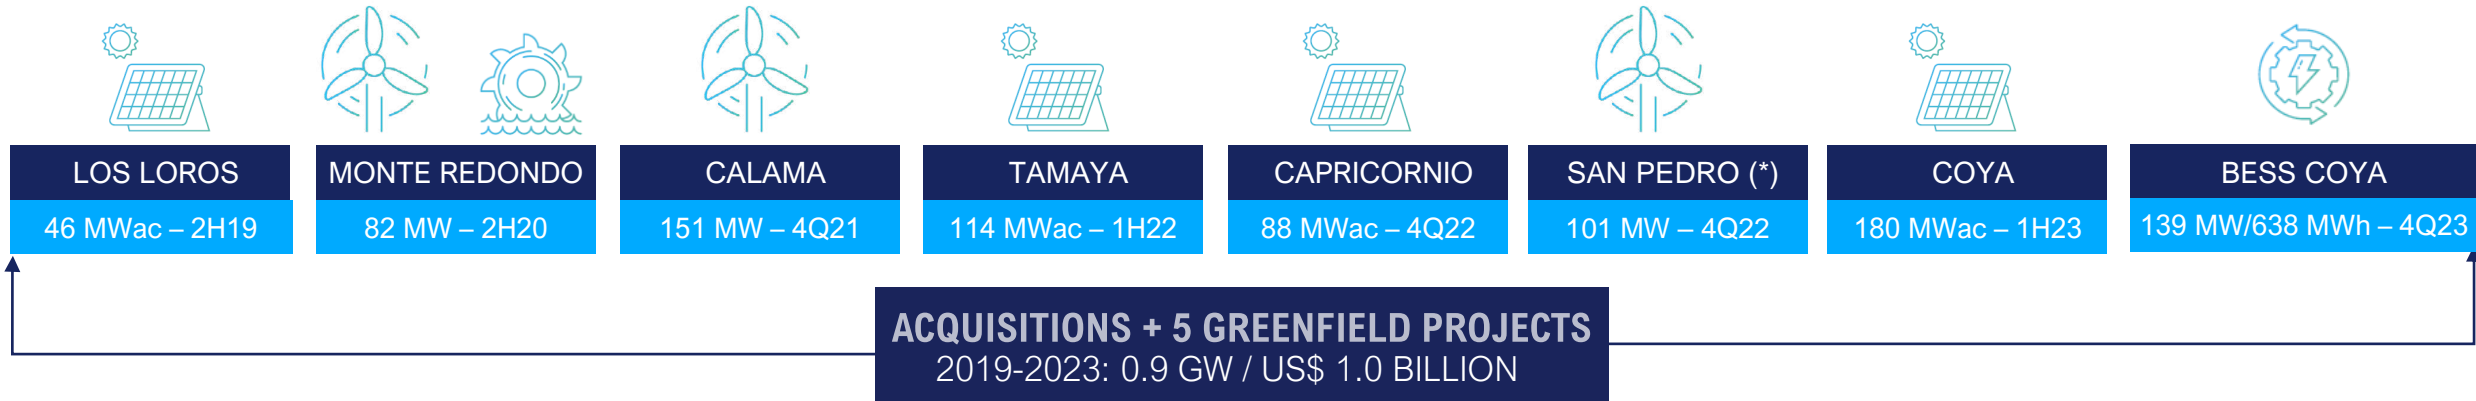 LOS LOROS
46 MWac – 2H19
MONTE REDONDO
82 MW – 2H20
CALAMA
151 MW – 4Q21
TAMAYA
114 MWac – 1H22
CAPRICORNIO
88 MWac – 4Q22
SAN PEDRO (*)
101 MW – 4Q22
COYA
180 MWac – 1H23
BESS COYA
139 MW/638 MWh – 4Q23
ACQUISITIONS + 5 GREENFIELD PROJECTS
2019-2023: 0.9 GW / US$ 1.0 BILLION